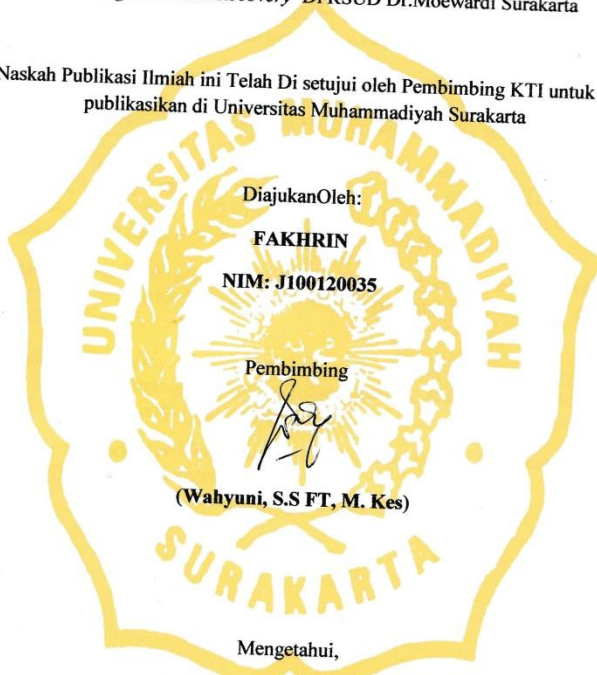 Di RSUD Dr.Moewardi Surakarta
Naskah Publikasi Ilmiah ini Telah Di setujui oleh Pembimbing KTI untuk
publikasikan di Universitas Muhammadiyah Surakarta
UNIVERSITAS MUHAMMADIYAH
SURAKARTA
DiajukanOleh:
FAKHRIN
NIM: J100120035
Pembimbing
(Wahyuni, S.S FT, M. Kes)
Mengetahui,